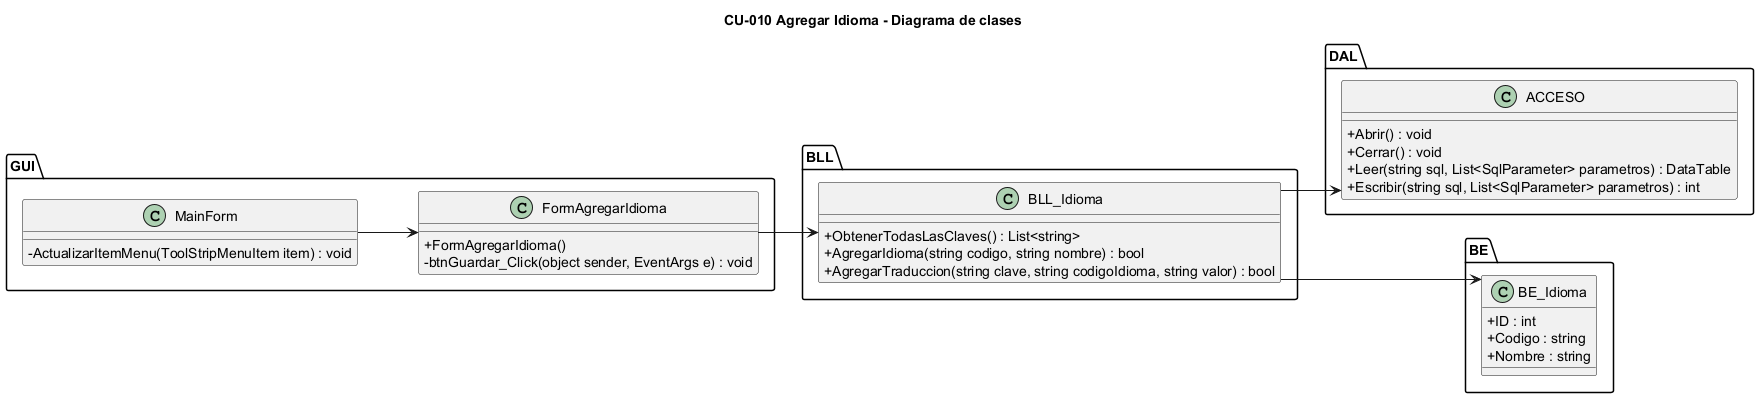 CU-010 Agregar Idioma - Diagrama de clases
GUI
C MainForm
-ActualizarItemMenu(ToolStripMenuItem item) : void
C FormAgregarIdioma
+FormAgregarIdioma()
-btnGuardar_Click(object sender, EventArgs e) : void
BLL
C BLL_Idioma
+ObtenerTodasLasClaves() : List<string>
+AgregarIdioma(string codigo, string nombre) : bool
+AgregarTraduccion(string clave, string codigoIdioma, string valor) : bool
DAL
C ACCESO
+Abrir() : void
+Cerrar() : void
+Leer(string sql, List<SqlParameter> parametros) : DataTable
+Escribir(string sql, List<SqlParameter> parametros) : int
BE
C BE_Idioma
+ID : int
+Codigo : string
+Nombre : string